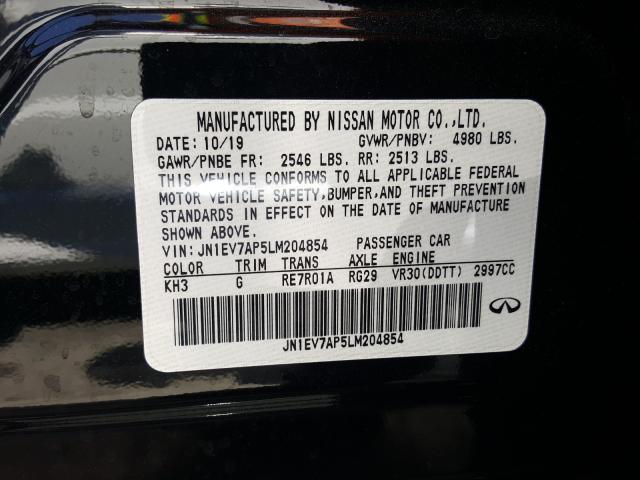 MANUFACTURED BY NISSAN MOTOR CO.,LTD.
DATE: 10/19 GVWR/PNBV: 4980 LBS.
GAWR/PNBE FR: 2546 LBS. RR: 2513 LBS.
THIS VEHICLE CONFORMS TO ALL APPLICABLE FEDERAL
MOTOR VEHICLE SAFETY, BUMPER, AND THEFT PREVENTION
STANDARDS IN EFFECT ON THE DATE OF MANUFACTURE
SHOWN ABOVE.
VIN: JN1EV7AP5LM204854 PASSENGER CAR
COLOR TRIM TRANS AXLE ENGINE
KH3 G RE7R01A RG29 VR30(DDTT) 2997CC
JN1EV7AP5LM204854